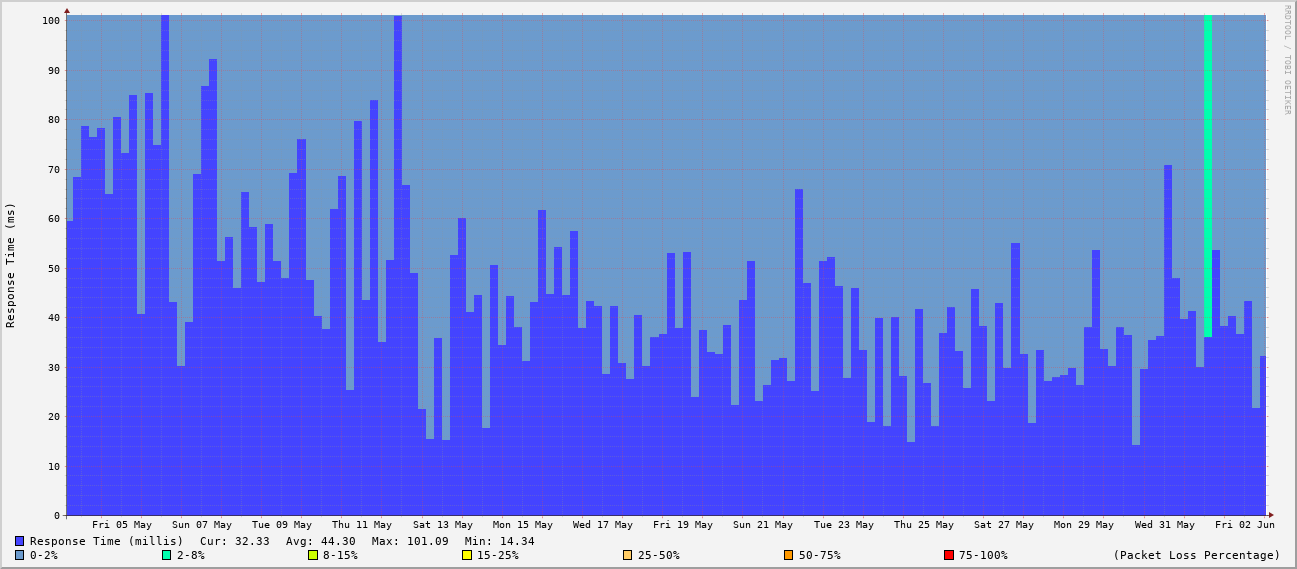 RRDTOOL / TOBI OETIKER
Response Time (ms)
100
90
80
70
60
50
40
30
20
10
0
Fri 05 May Sun 07 May Tue 09 May Thu 11 May Sat 13 May Mon 15 May Wed 17 May Fri 19 May Sun 21 May Tue 23 May Thu 25 May Sat 27 May Mon 29 May Wed 31 May Fri 02 Jun
Response Time (millis) Cur: 32.33 Avg: 44.30 Max: 101.09 Min: 14.34
0-2% 2-8% 8-15% 15-25% 25-50% 50-75% 75-100% (Packet Loss Percentage)